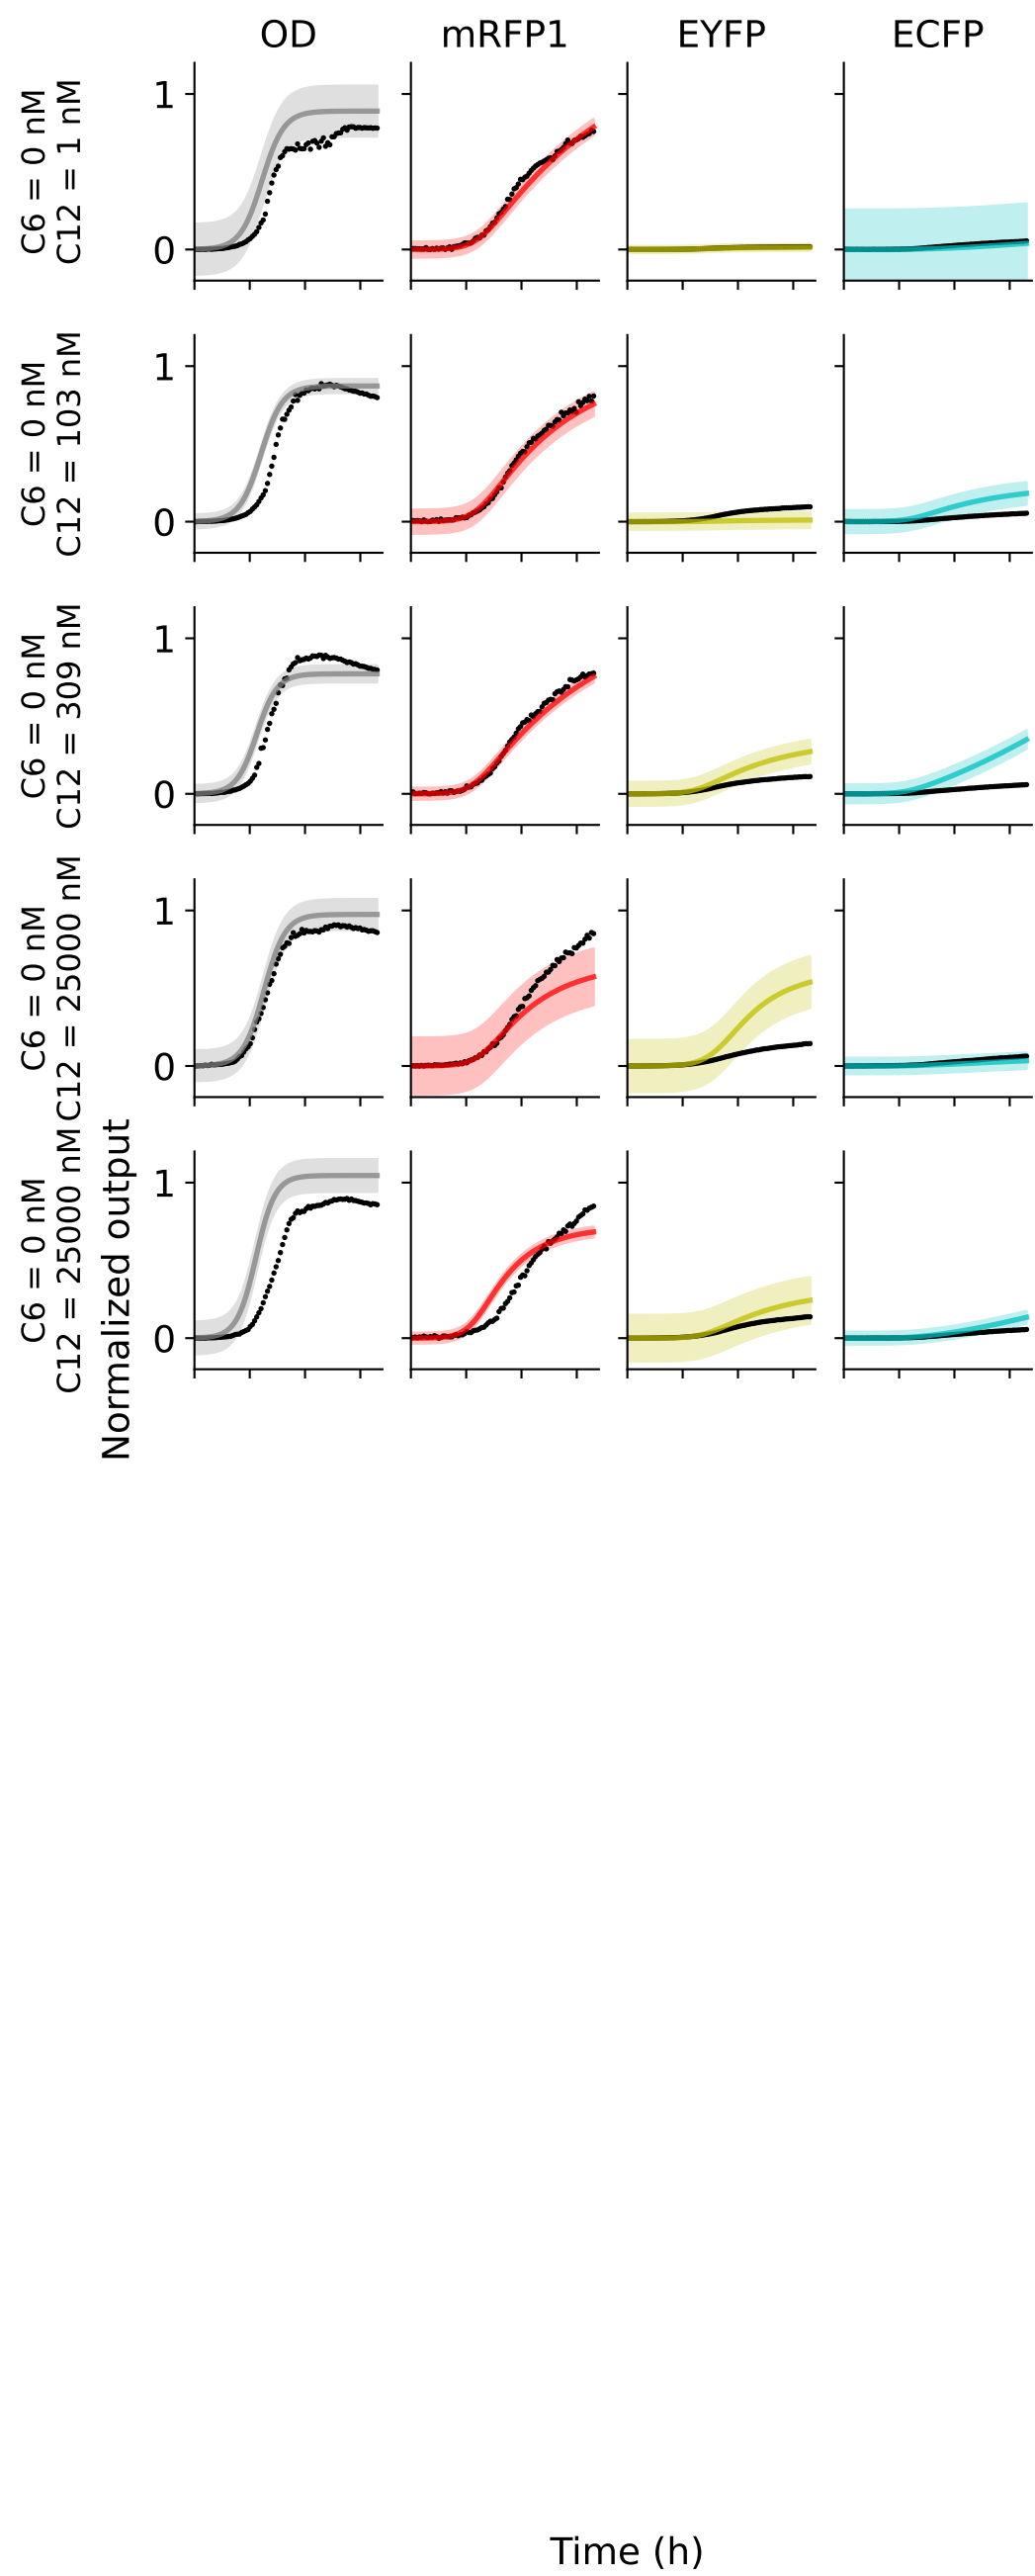 OD mRFP1 EYFP ECFP
C6 = 0 nM
C12 = 1 nM
1
0
C6 = 0 nM
C12 = 103 nM
1
0
C6 = 0 nM
C12 = 309 nM
1
0
C6 = 0 nM
C12 = 25000 nM
1
0
C6 = 0 nM
C12 = 25000 nM
1
0
Normalized output
Time (h)